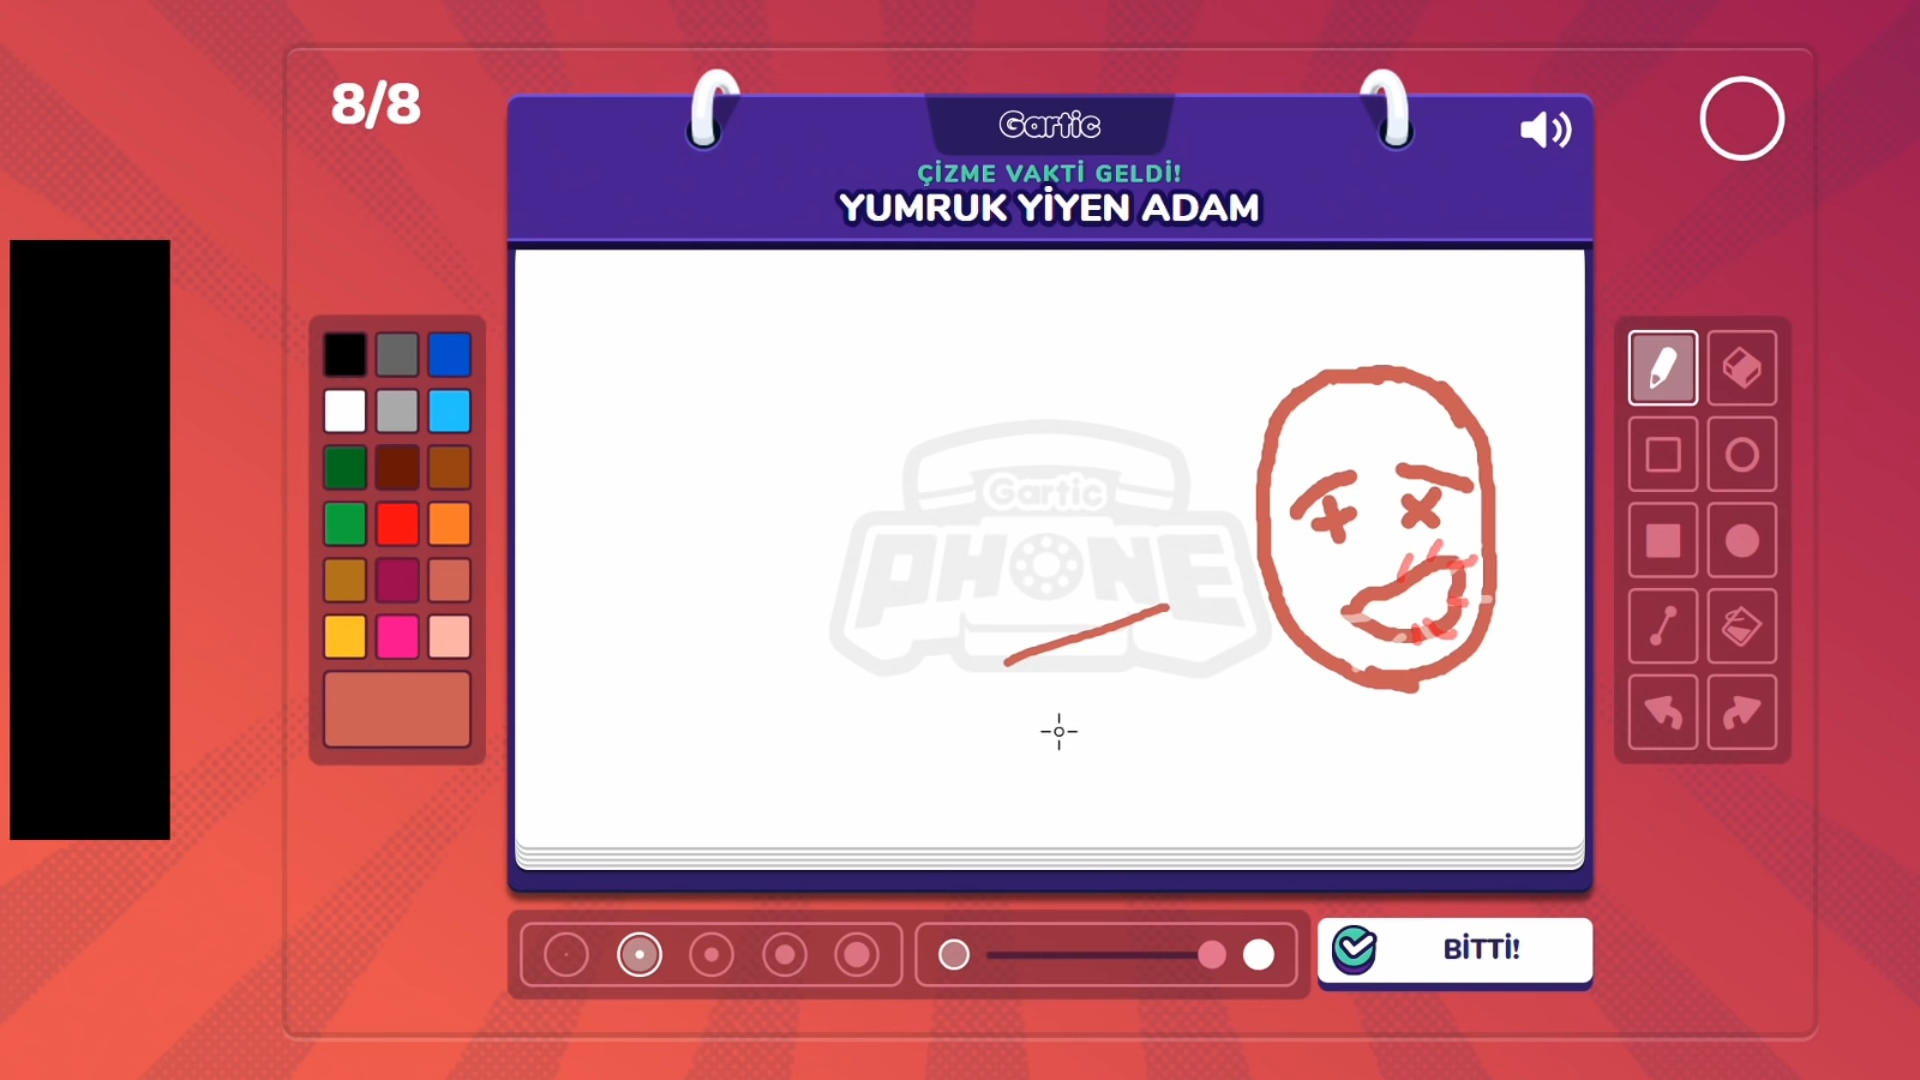 8/8
Gartic
ÇİZME VAKTİ GELDİ!
YUMRUK YİYEN ADAM
Gartic
PHONE
BİTTİ!